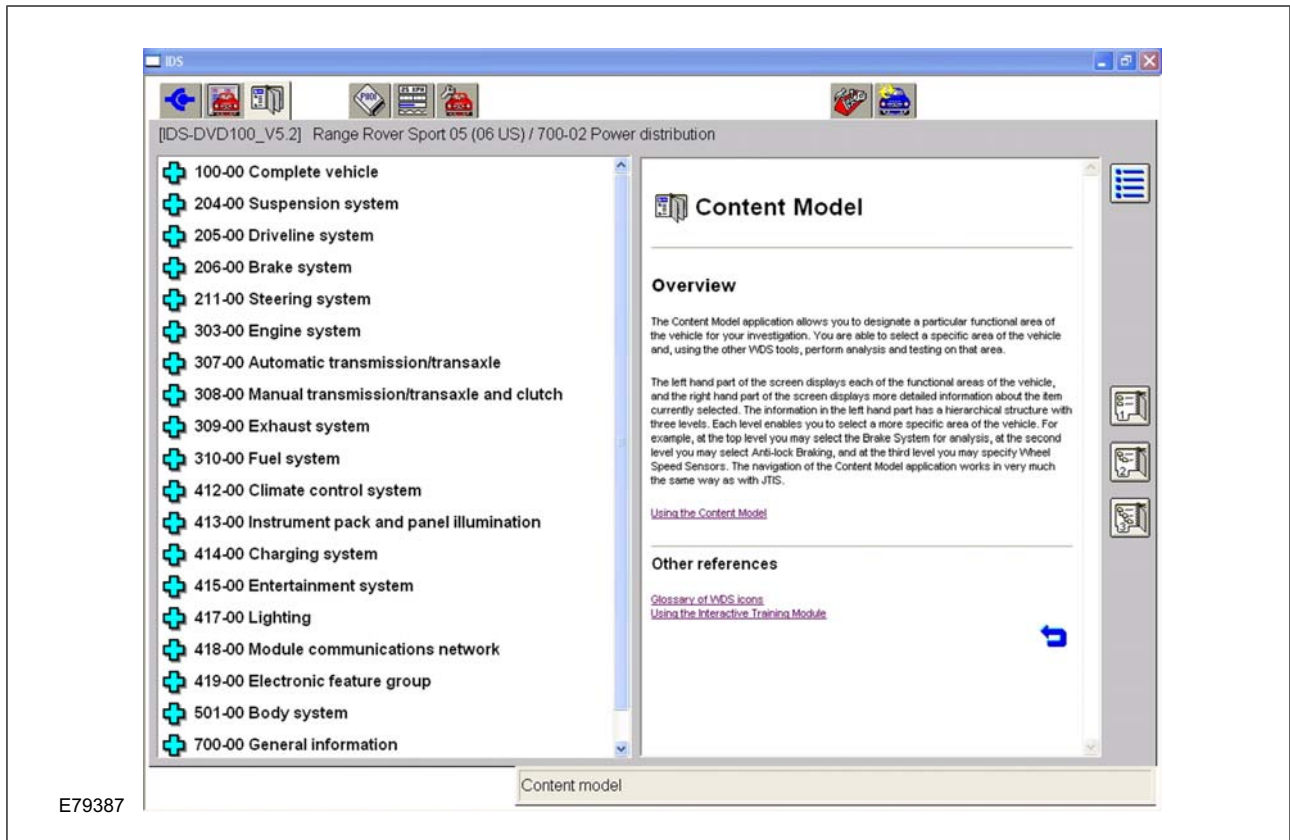 IDS
[IDS-DVD100_V5.2] Range Rover Sport 05 (06 US) / 700-02 Power distribution
100-00 Complete vehicle
204-00 Suspension system
205-00 Driveline system
206-00 Brake system
211-00 Steering system
303-00 Engine system
307-00 Automatic transmission/transaxle
308-00 Manual transmission/transaxle and clutch
309-00 Exhaust system
310-00 Fuel system
412-00 Climate control system
413-00 Instrument pack and panel illumination
414-00 Charging system
415-00 Entertainment system
417-00 Lighting
418-00 Module communications network
419-00 Electronic feature group
501-00 Body system
700-00 General information
Content Model
Overview
The Content Model application allows you to designate a particular functional area of
the vehicle for your investigation. You are able to select a specific area of the vehicle
and, using the other WDS tools, perform analysis and testing on that area.
The left hand part of the screen displays each of the functional areas of the vehicle,
and the right hand part of the screen displays more detailed information about the item
currently selected. The information in the left hand part has a hierarchical structure with
three levels. Each level enables you to select a more specific area of the vehicle. For
example, at the top level you may select the Brake System for analysis, at the second
level you may select Anti-lock Braking, and at the third level you may specify Wheel
Speed Sensors. The navigation of the Content Model application works in very much
the same way as with JTIS.
Using the Content Model
Other references
Glossary of WDS icons
Using the Interactive Training Module
1
2
3
Content model
E79387